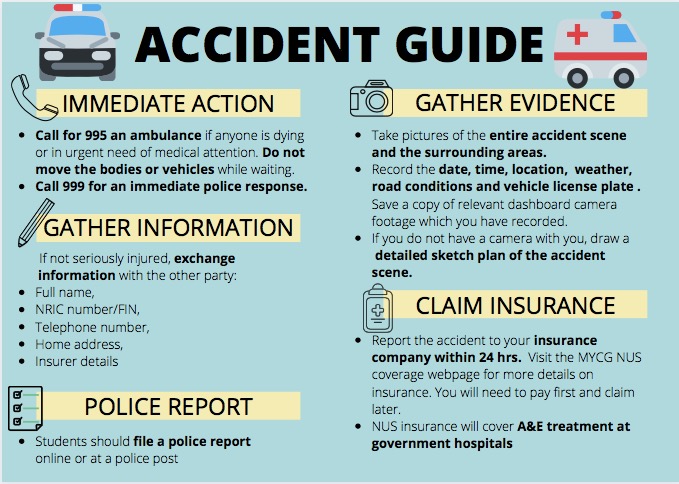 ACCIDENT GUIDE
IMMEDIATE ACTION
Call for 995 an ambulance if anyone is dying
or in urgent need of medical attention. Do not
move the bodies or vehicles while waiting.
Call 999 for an immediate police response.
GATHER INFORMATION
If not seriously injured, exchange
information with the other party:
Full name,
NRIC number/FIN,
Telephone number,
Home address,
Insurer details
POLICE REPORT
Students should file a police report
online or at a police post
GATHER EVIDENCE
Take pictures of the entire accident scene
and the surrounding areas.
Record the date, time, location, weather,
road conditions and vehicle license plate .
Save a copy of relevant dashboard camera
footage which you have recorded.
If you do not have a camera with you, draw a
detailed sketch plan of the accident
scene.
CLAIM INSURANCE
Report the accident to your insurance
company within 24 hrs. Visit the MYCG NUS
coverage webpage for more details on
insurance. You will need to pay first and claim
later.
NUS insurance will cover A&E treatment at
government hospitals